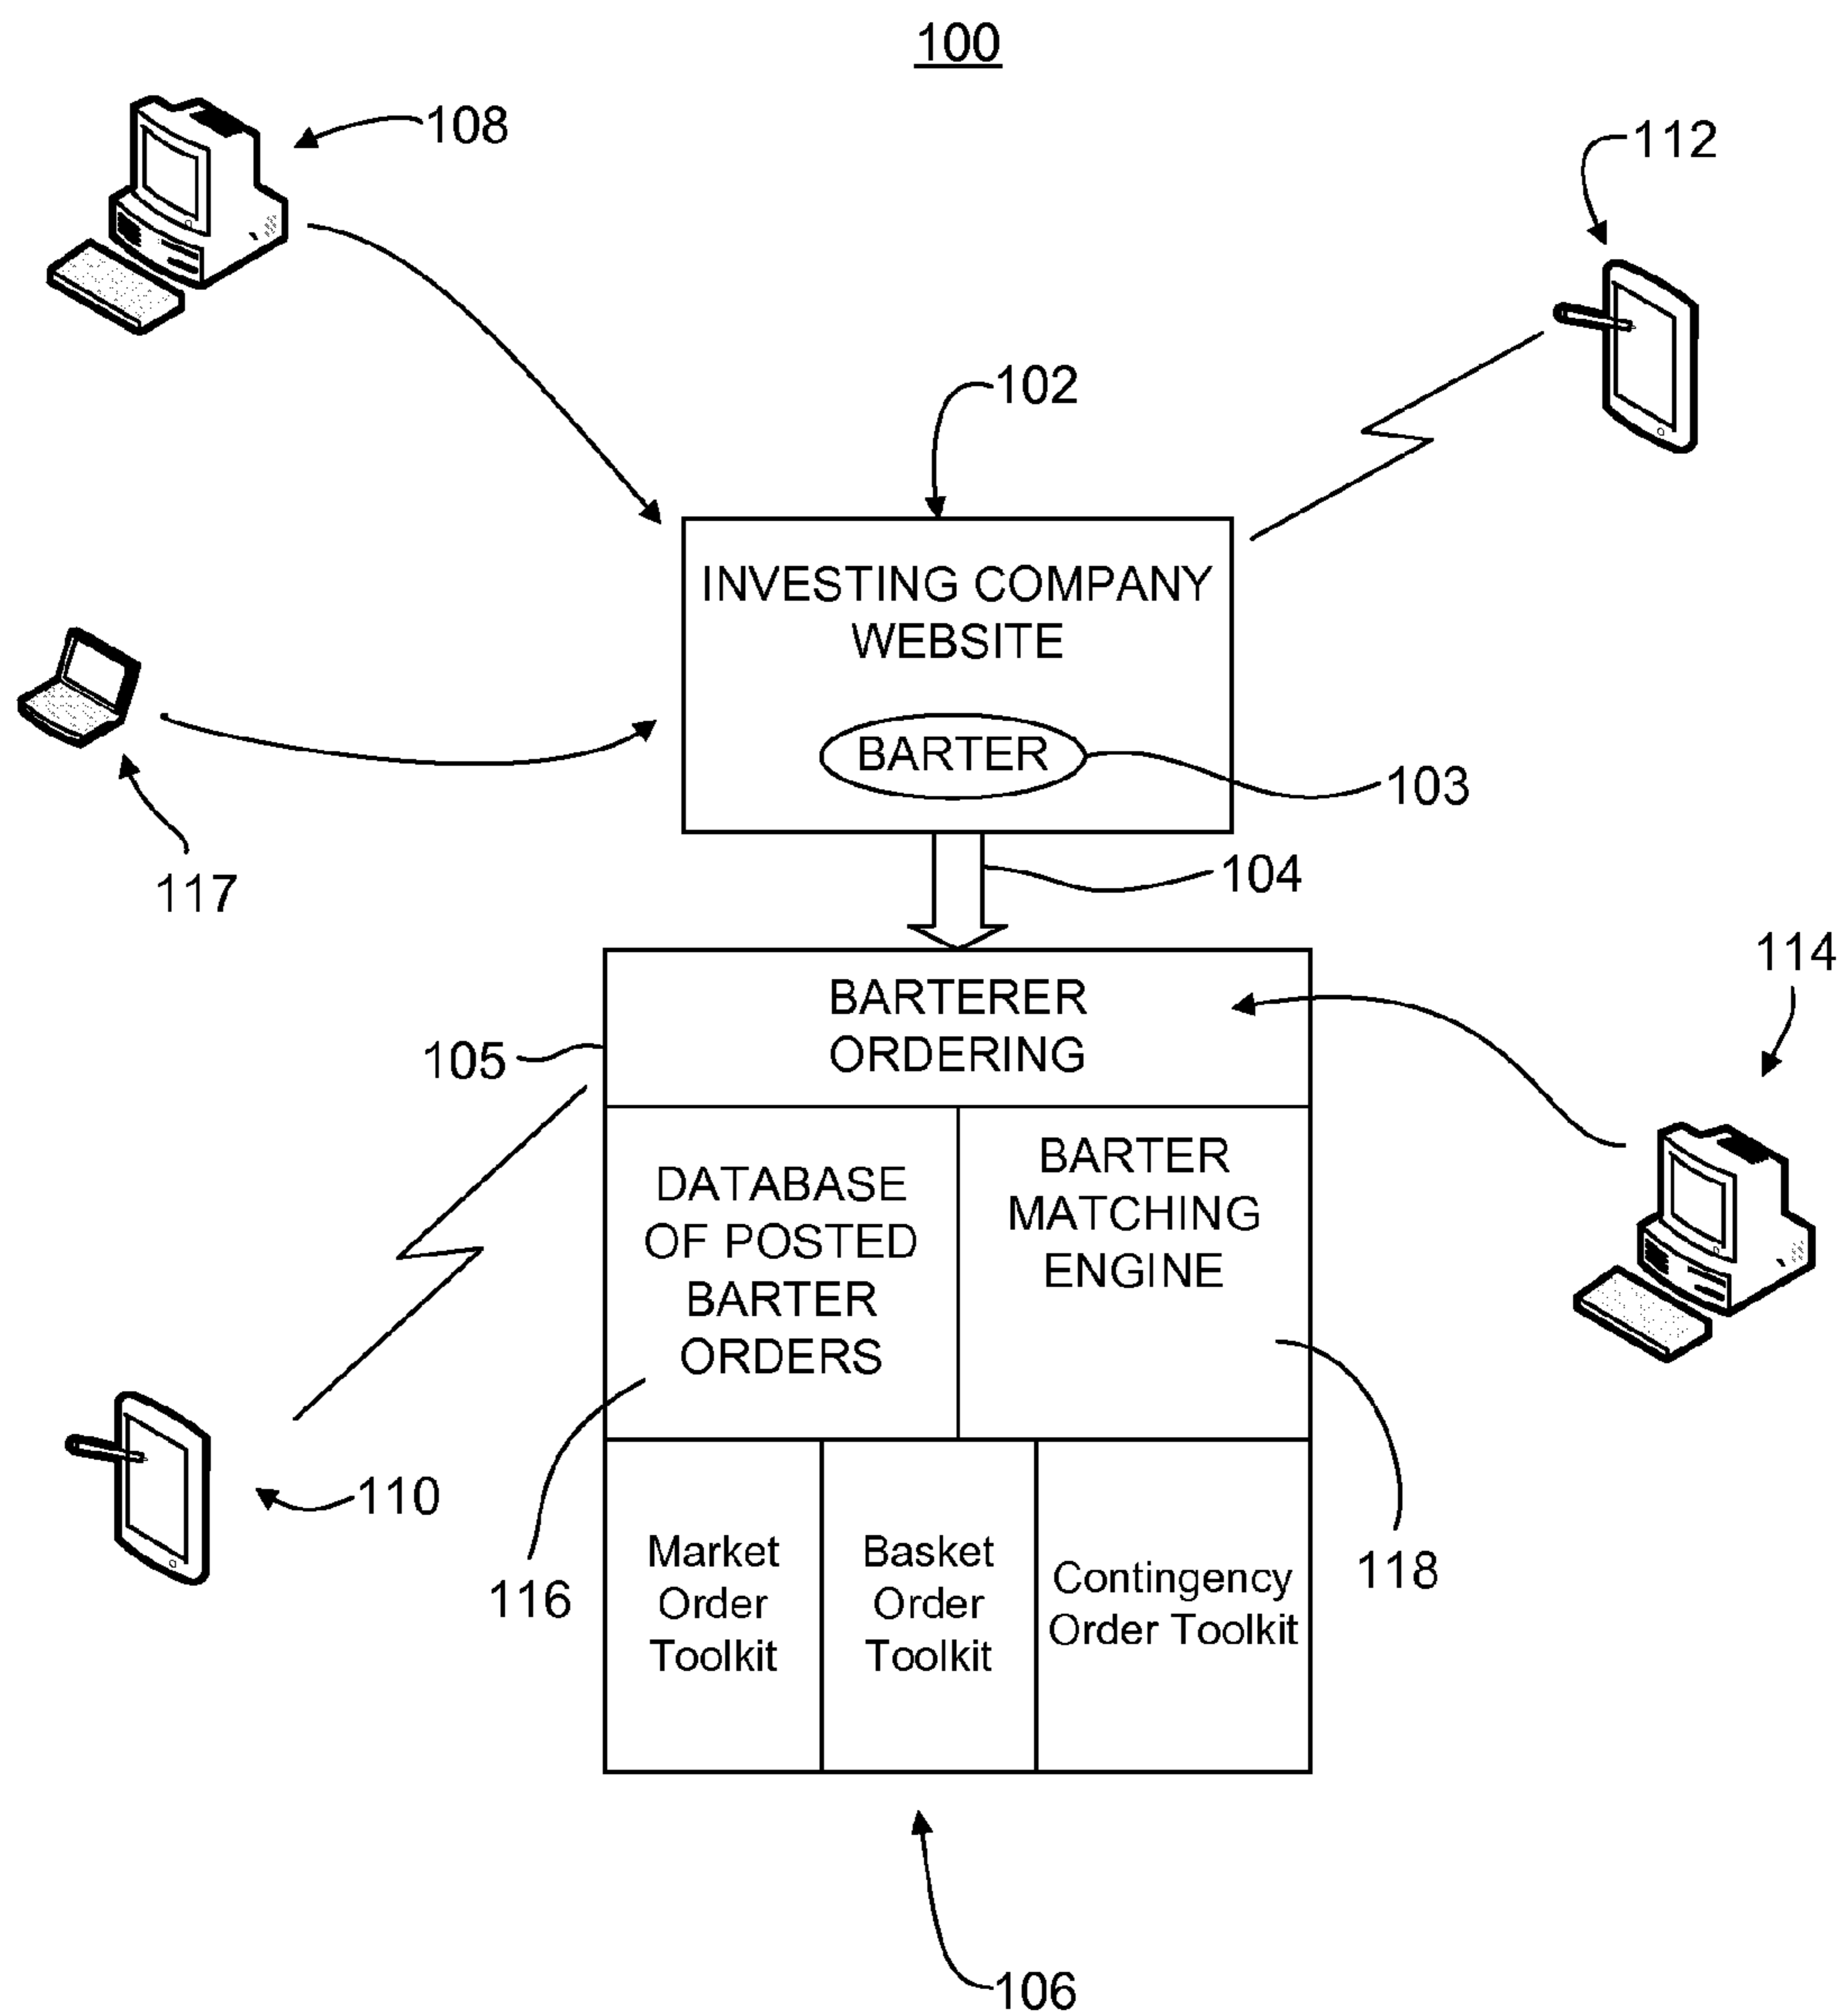 100
108
112
102
INVESTING COMPANY
WEBSITE
BARTER
103
117
104
114
BARTERER
ORDERING
105
DATABASE
OF POSTED
BARTER
ORDERS
BARTER
MATCHING
ENGINE
110
116
118
Market
Order
Toolkit
Basket
Order
Toolkit
Contingency
Order Toolkit
106